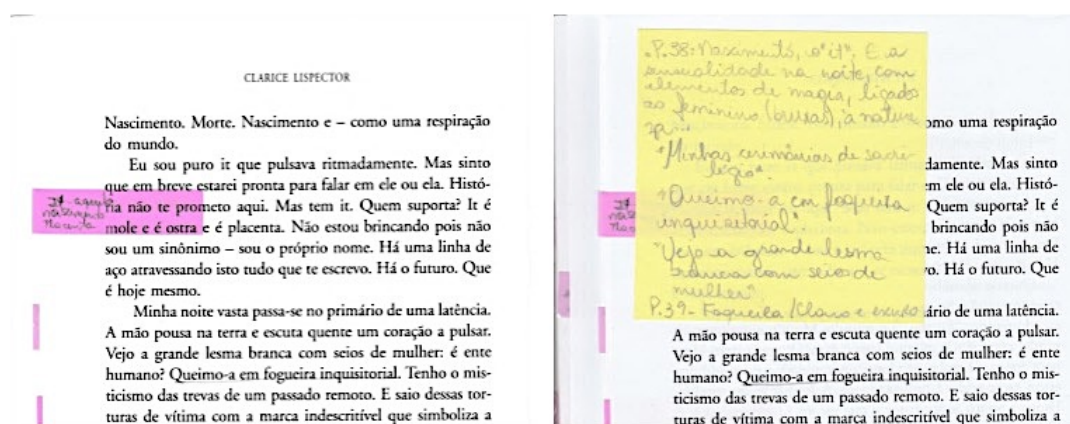 CLARICE LISPECTOR
Nascimento. Morte. Nascimento e – como uma respiração
do mundo.
Eu sou puro it que pulsava ritmadamente. Mas sinto
que em breve estarei pronta para falar em ele ou ela. Histó-
ria não te prometo aqui. Mas tem it. Quem suporta? It é
mole e é ostra e é placenta. Não estou brincando pois não
sou um sinônimo – sou o próprio nome. Há uma linha de
aço atravessando isto tudo que te escrevo. Há o futuro. Que
é hoje mesmo.
Minha noite vasta passa-se no primário de uma latência.
A mão pousa na terra e escuta quente um coração a pulsar.
Vejo a grande lesma branca com seios de mulher: é ente
humano? Queimo-a em fogueira inquisitorial. Tenho o mis-
ticismo das trevas de um passado remoto. E saio dessas tor-
turas de vítima com a marca indescritível que simboliza a
P.38: Nascimento, o "it". E a
sensualidade na noite, com
elementos de magia, ligado
ao feminino (bruxas), à nature
za...
"Minhas cerimônias de sacri-
légio".
"Queimo-a em fogueira
inquisitorial".
"Vejo a grande lesma
branca com seios de
mulher"
P.39- Fogueira / Claro e escuro
omo uma respiração
damente. Mas sinto
em ele ou ela. Histó-
Quem suporta? It é
brincando pois não
ne. Há uma linha de
vo. Há o futuro. Que
ário de uma latência.
A mão pousa na terra e escuta quente um coração a pulsar.
Vejo a grande lesma branca com seios de mulher: é ente
humano? Queimo-a em fogueira inquisitorial. Tenho o mis-
ticismo das trevas de um passado remoto. E saio dessas tor-
turas de vítima com a marca indescritível que simboliza a